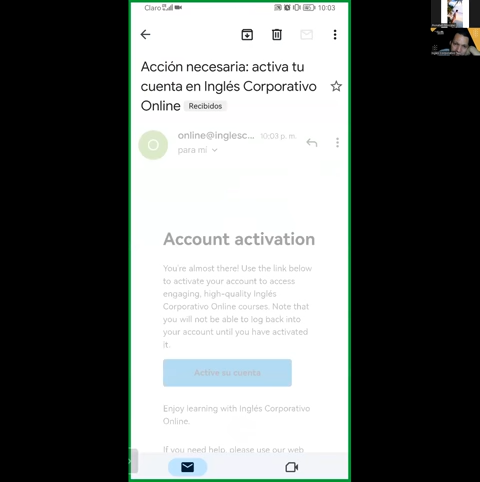 Claro
10:03
Acción necesaria: activa tu
cuenta en Inglés Corporativo
Online Recibidos
O
online@inglesc... 10:03 p. m.
para mí
Account activation
You're almost there! Use the link below
to activate your account to access
engaging, high-quality Inglés
Corporativo Online courses. Note that
you will not be able to log back into
your account until you have activated
it.
Active su cuenta
Enjoy learning with Inglés Corporativo
Online.
If you need help, please use our web